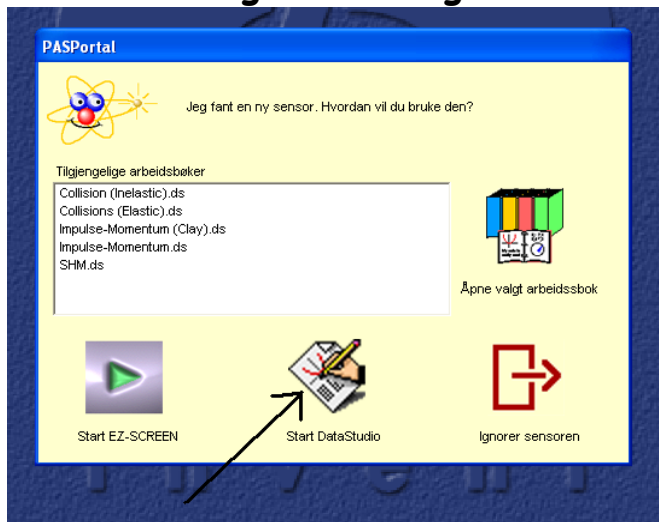 PASPortal
Jeg fant en ny sensor. Hvordan vil du bruke den?
Tilgjengelige arbeidsbøker
Collision (Inelastic).ds
Collisions (Elastic).ds
Impulse-Momentum (Clay).ds
Impulse-Momentum.ds
SHM.ds
Åpne valgt arbeidssbok
Start EZ-SCREEN
Start DataStudio
Ignorer sensoren